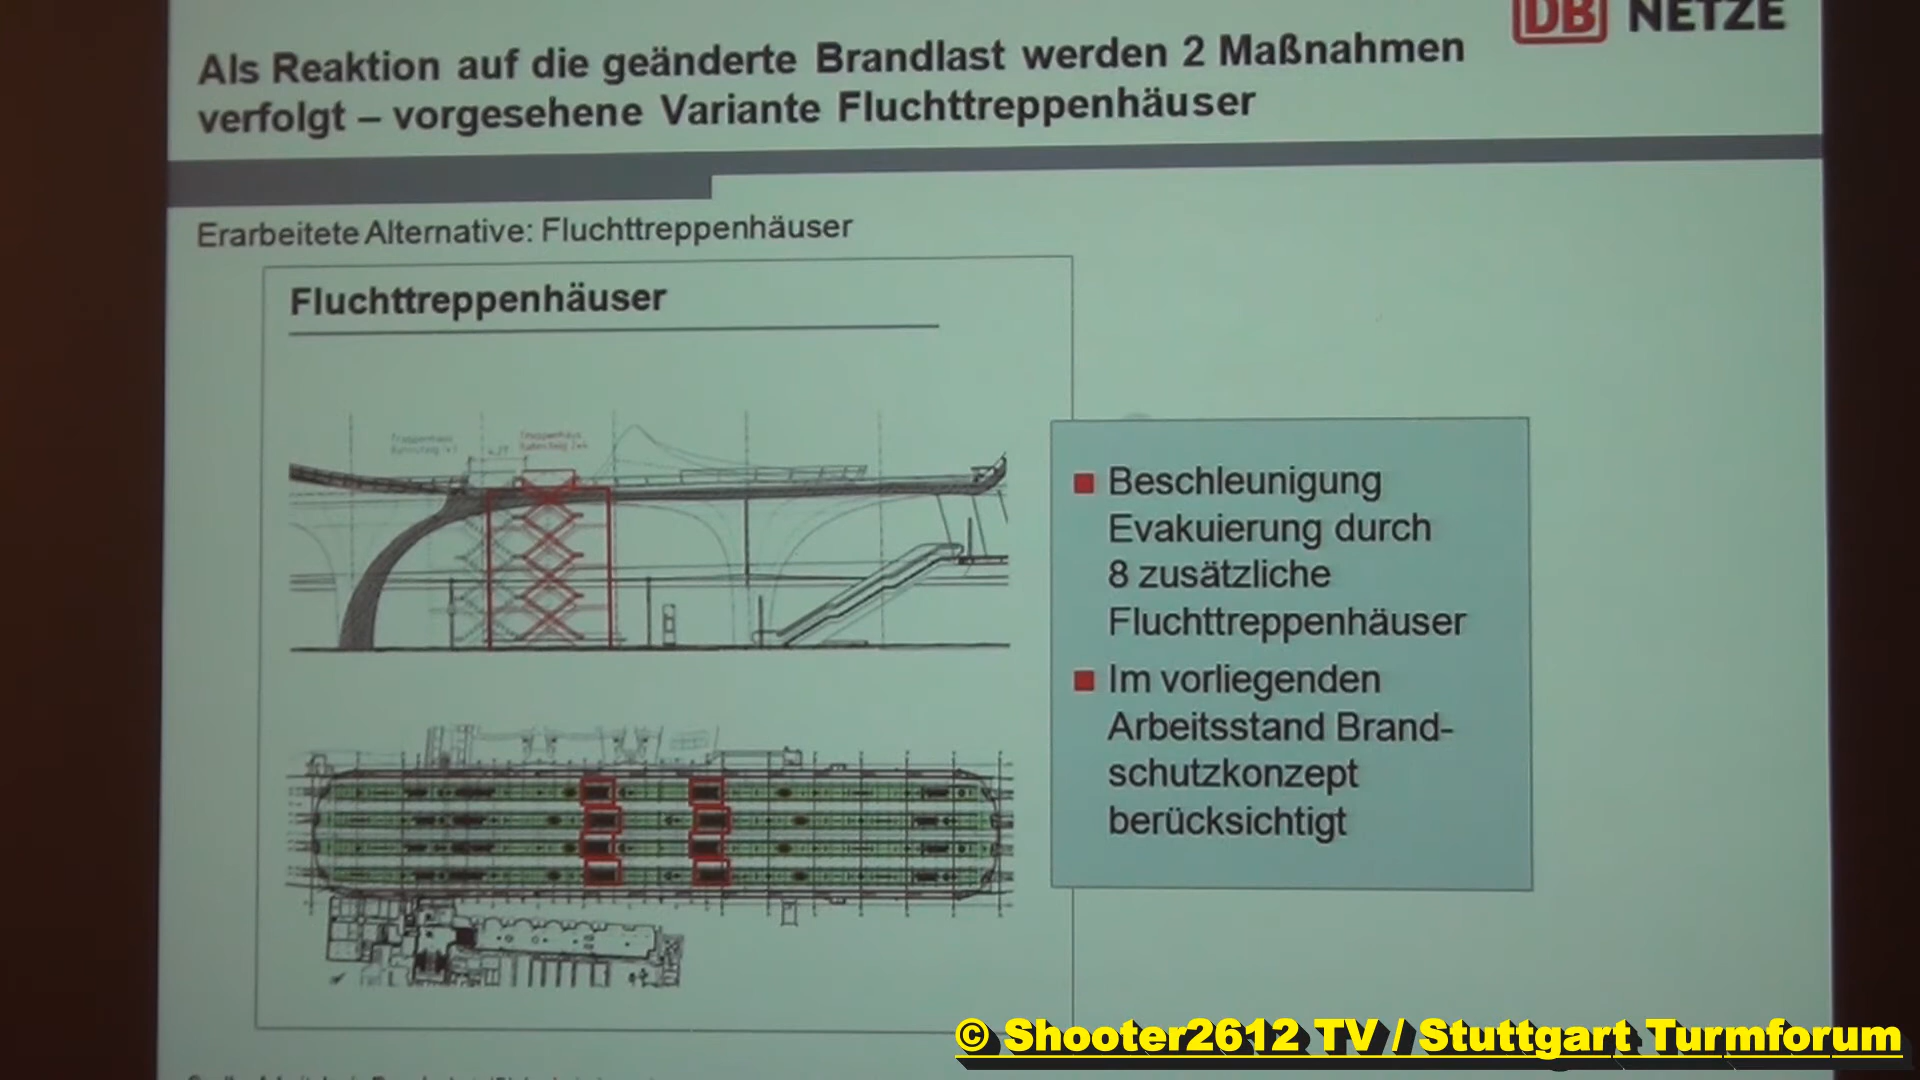 DB NETZE
Als Reaktion auf die geänderte Brandlast werden 2 Maßnahmen
verfolgt – vorgesehene Variante Fluchttreppenhäuser
Erarbeitete Alternative: Fluchttreppenhäuser
Fluchttreppenhäuser
Beschleunigung
Evakuierung durch
8 zusätzliche
Fluchttreppenhäuser
Im vorliegenden
Arbeitsstand Brand-
schutzkonzept
berücksichtigt
© Shooter2612 TV / Stuttgart Turmforum